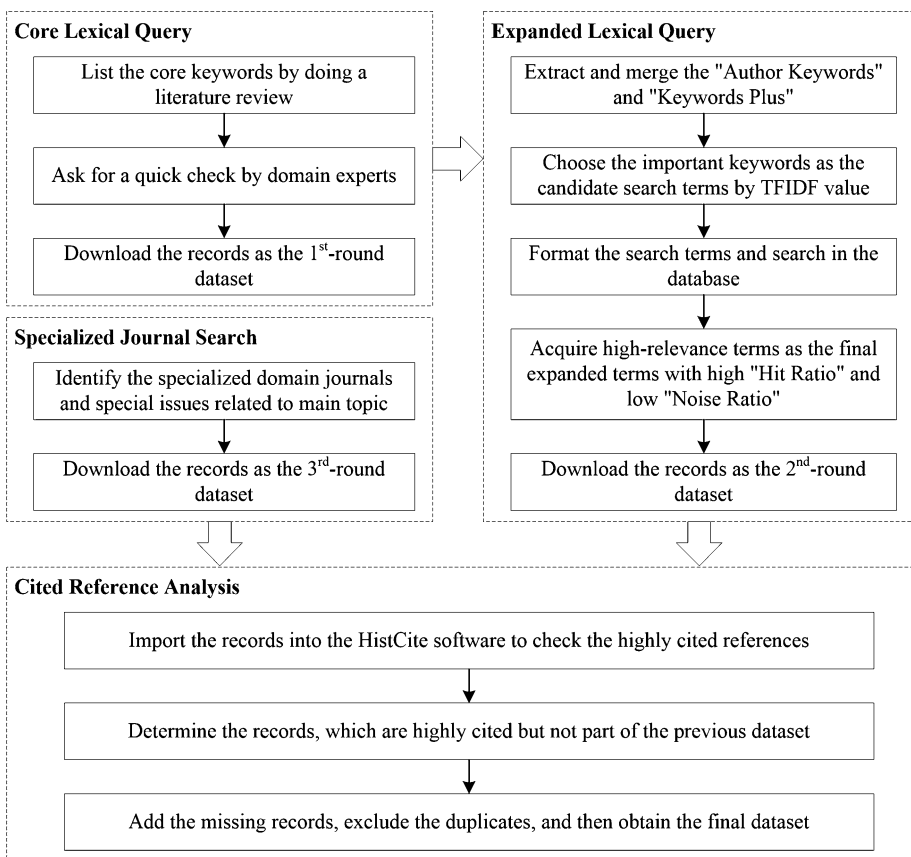 Core Lexical Query
List the core keywords by doing a
literature review
Ask for a quick check by domain experts
Download the records as the 1st-round
dataset
Specialized Journal Search
Identify the specialized domain journals
and special issues related to main topic
Download the records as the 3rd-round
dataset
Expanded Lexical Query
Extract and merge the "Author Keywords"
and "Keywords Plus"
Choose the important keywords as the
candidate search terms by TFIDF value
Format the search terms and search in the
database
Acquire high-relevance terms as the final
expanded terms with high "Hit Ratio" and
low "Noise Ratio"
Download the records as the 2nd-round
dataset
Cited Reference Analysis
Import the records into the HistCite software to check the highly cited references
Determine the records, which are highly cited but not part of the previous dataset
Add the missing records, exclude the duplicates, and then obtain the final dataset